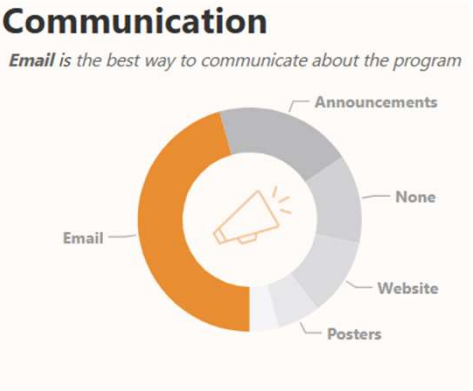 Communication
Email is the best way to communicate about the program
Announcements
None
Email
Website
Posters